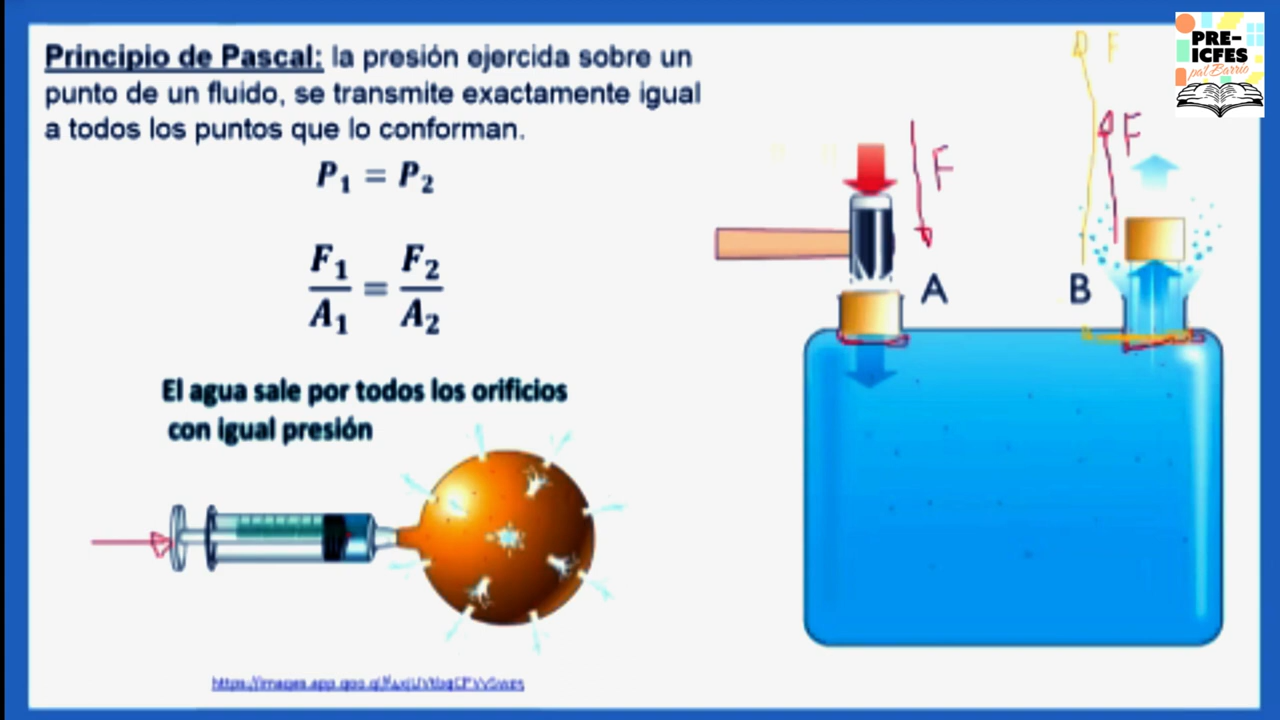 Principio de Pascal: la presión ejercida sobre un
punto de un fluido, se transmite exactamente igual
a todos los puntos que lo conforman.
P₁ = P₂
F₁/A₁ = F₂/A₂
El agua sale por todos los orificios
con igual presión
F
A
F
F
B
PRE-
ICFES
pa'l Barrio